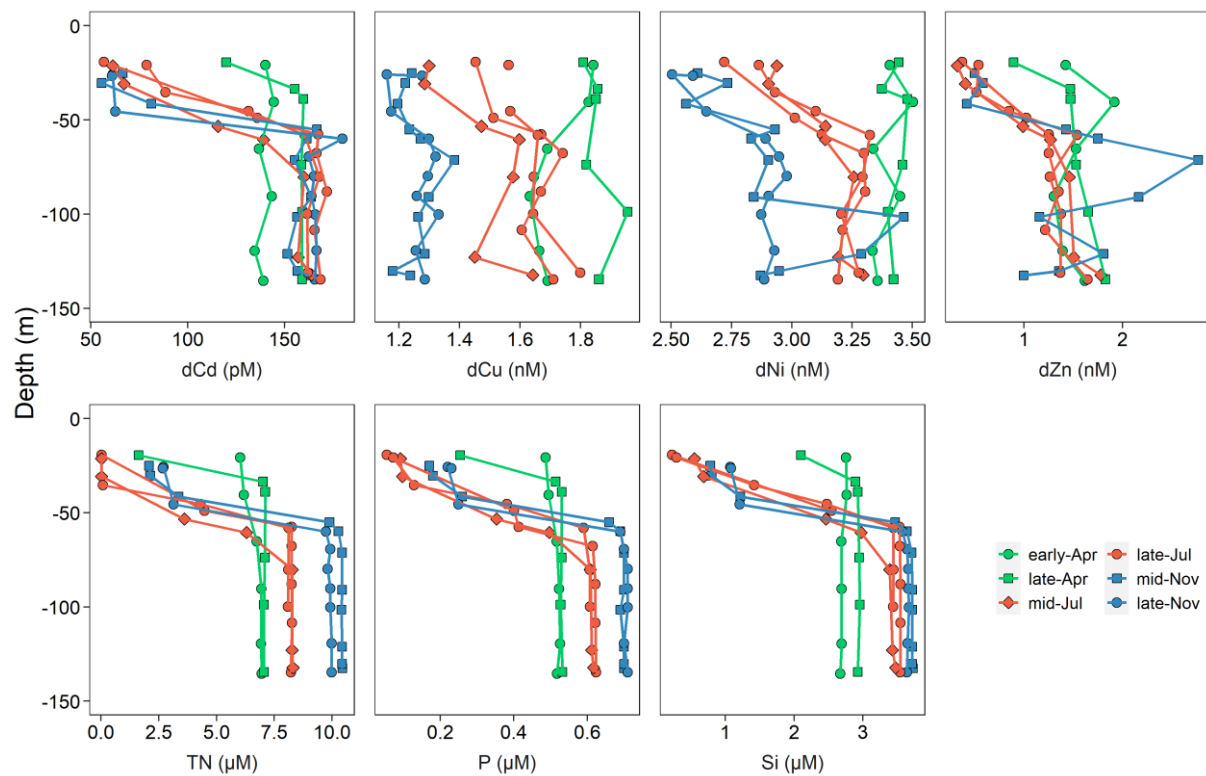 0
-50
-100
-150
50 100 150
1.2 1.4 1.6 1.8
2.50 2.75 3.00 3.25 3.50
1 2
dCd (pM)
dCu (nM)
dNi (nM)
dZn (nM)
Depth (m)
0
-50
-100
-150
0.0 2.5 5.0 7.5 10.0
0.2 0.4 0.6
1 2 3
TN (µM)
P (µM)
Si (µM)
early-Apr late-Jul
late-Apr mid-Nov
mid-Jul late-Nov